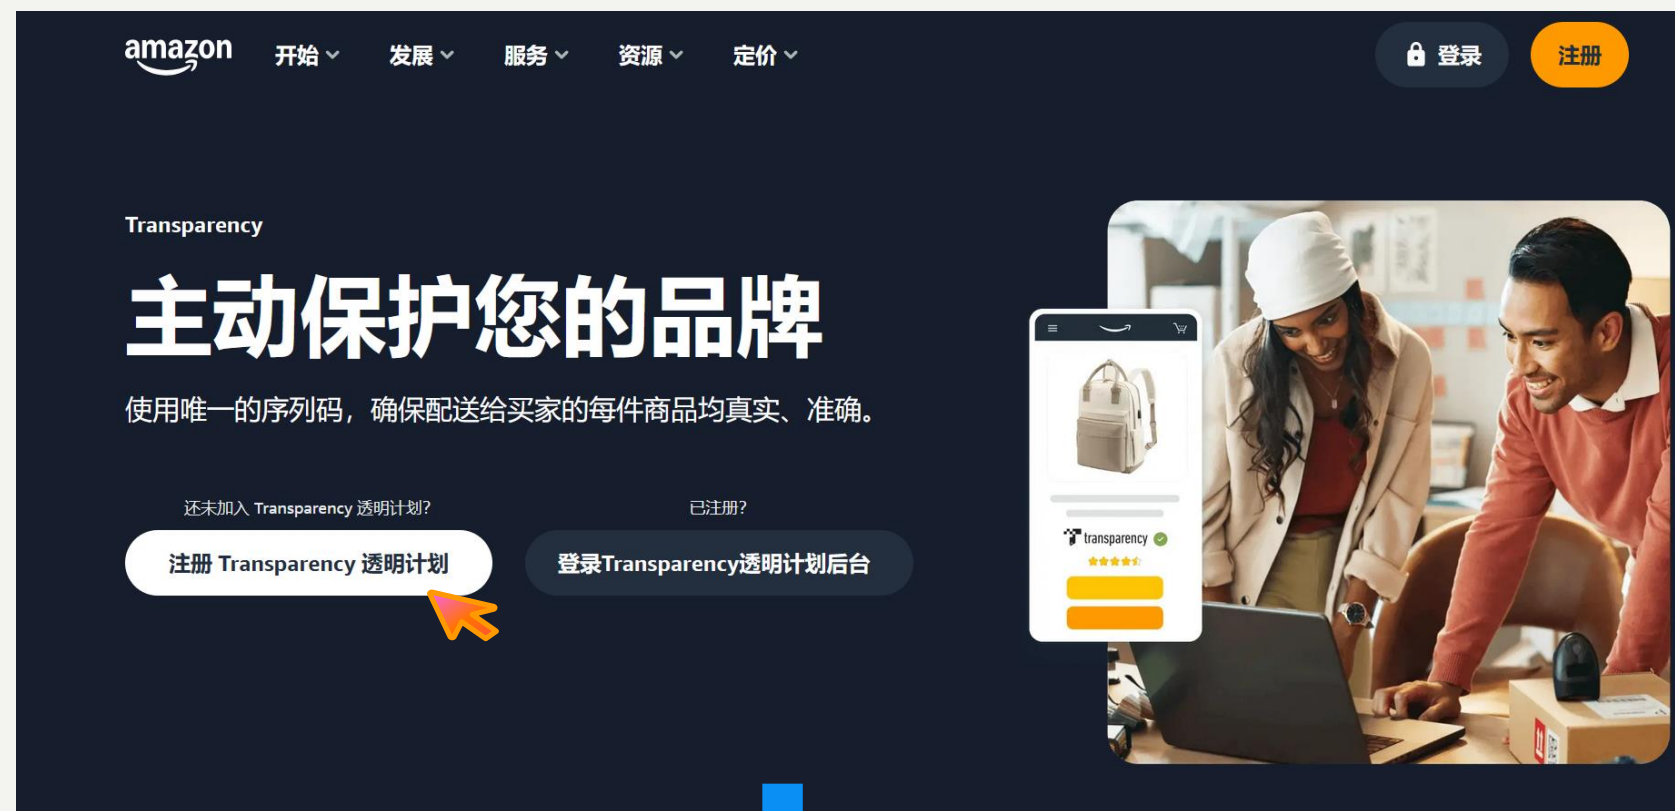 amazon
开始
发展
服务
资源
定价
登录
注册
Transparency
主动保护您的品牌
使用唯一的序列码，确保配送给买家的每件商品均真实、准确。
还未加入 Transparency 透明计划?
已注册?
注册 Transparency 透明计划
登录Transparency透明计划后台
transparency